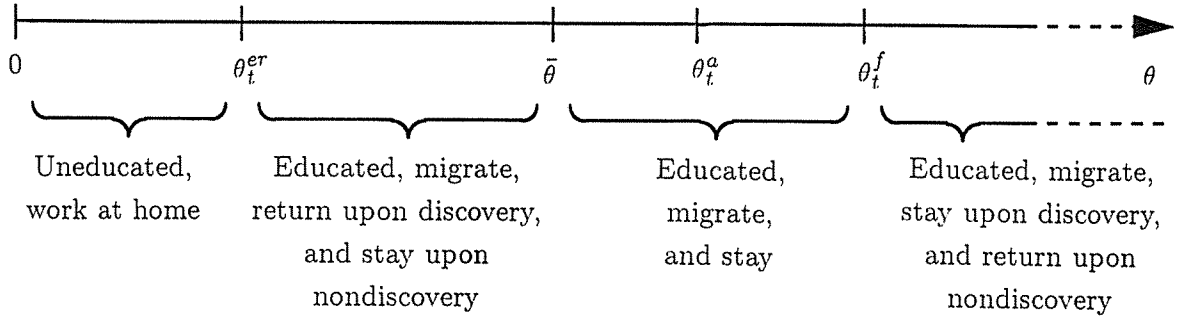 0 θ_t^{er} θ̄ θ_t^a θ_t^f θ
Uneducated,
work at home
Educated, migrate,
return upon discovery,
and stay upon
nondiscovery
Educated,
migrate,
and stay
Educated, migrate,
stay upon discovery,
and return upon
nondiscovery